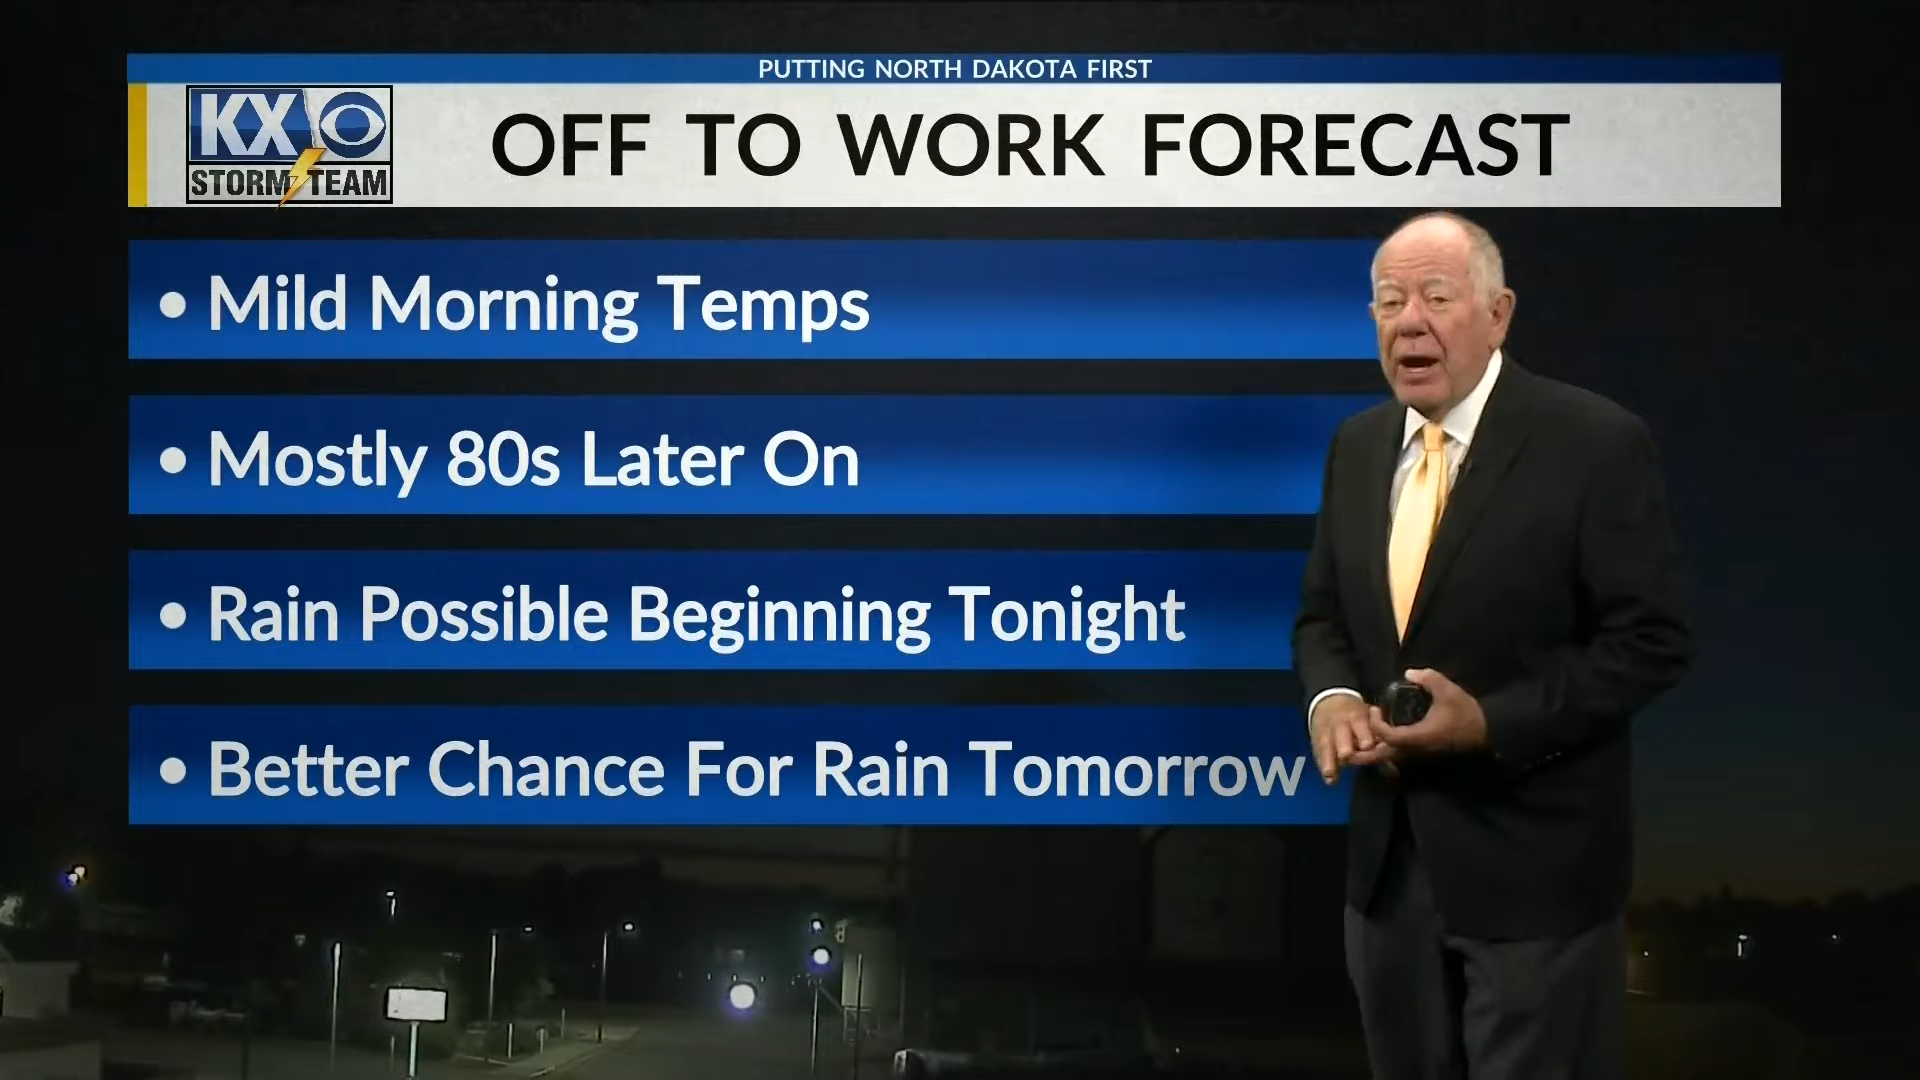 PUTTING NORTH DAKOTA FIRST
KX
STORM TEAM
OFF TO WORK FORECAST
• Mild Morning Temps
• Mostly 80s Later On
• Rain Possible Beginning Tonight
• Better Chance For Rain Tomorrow